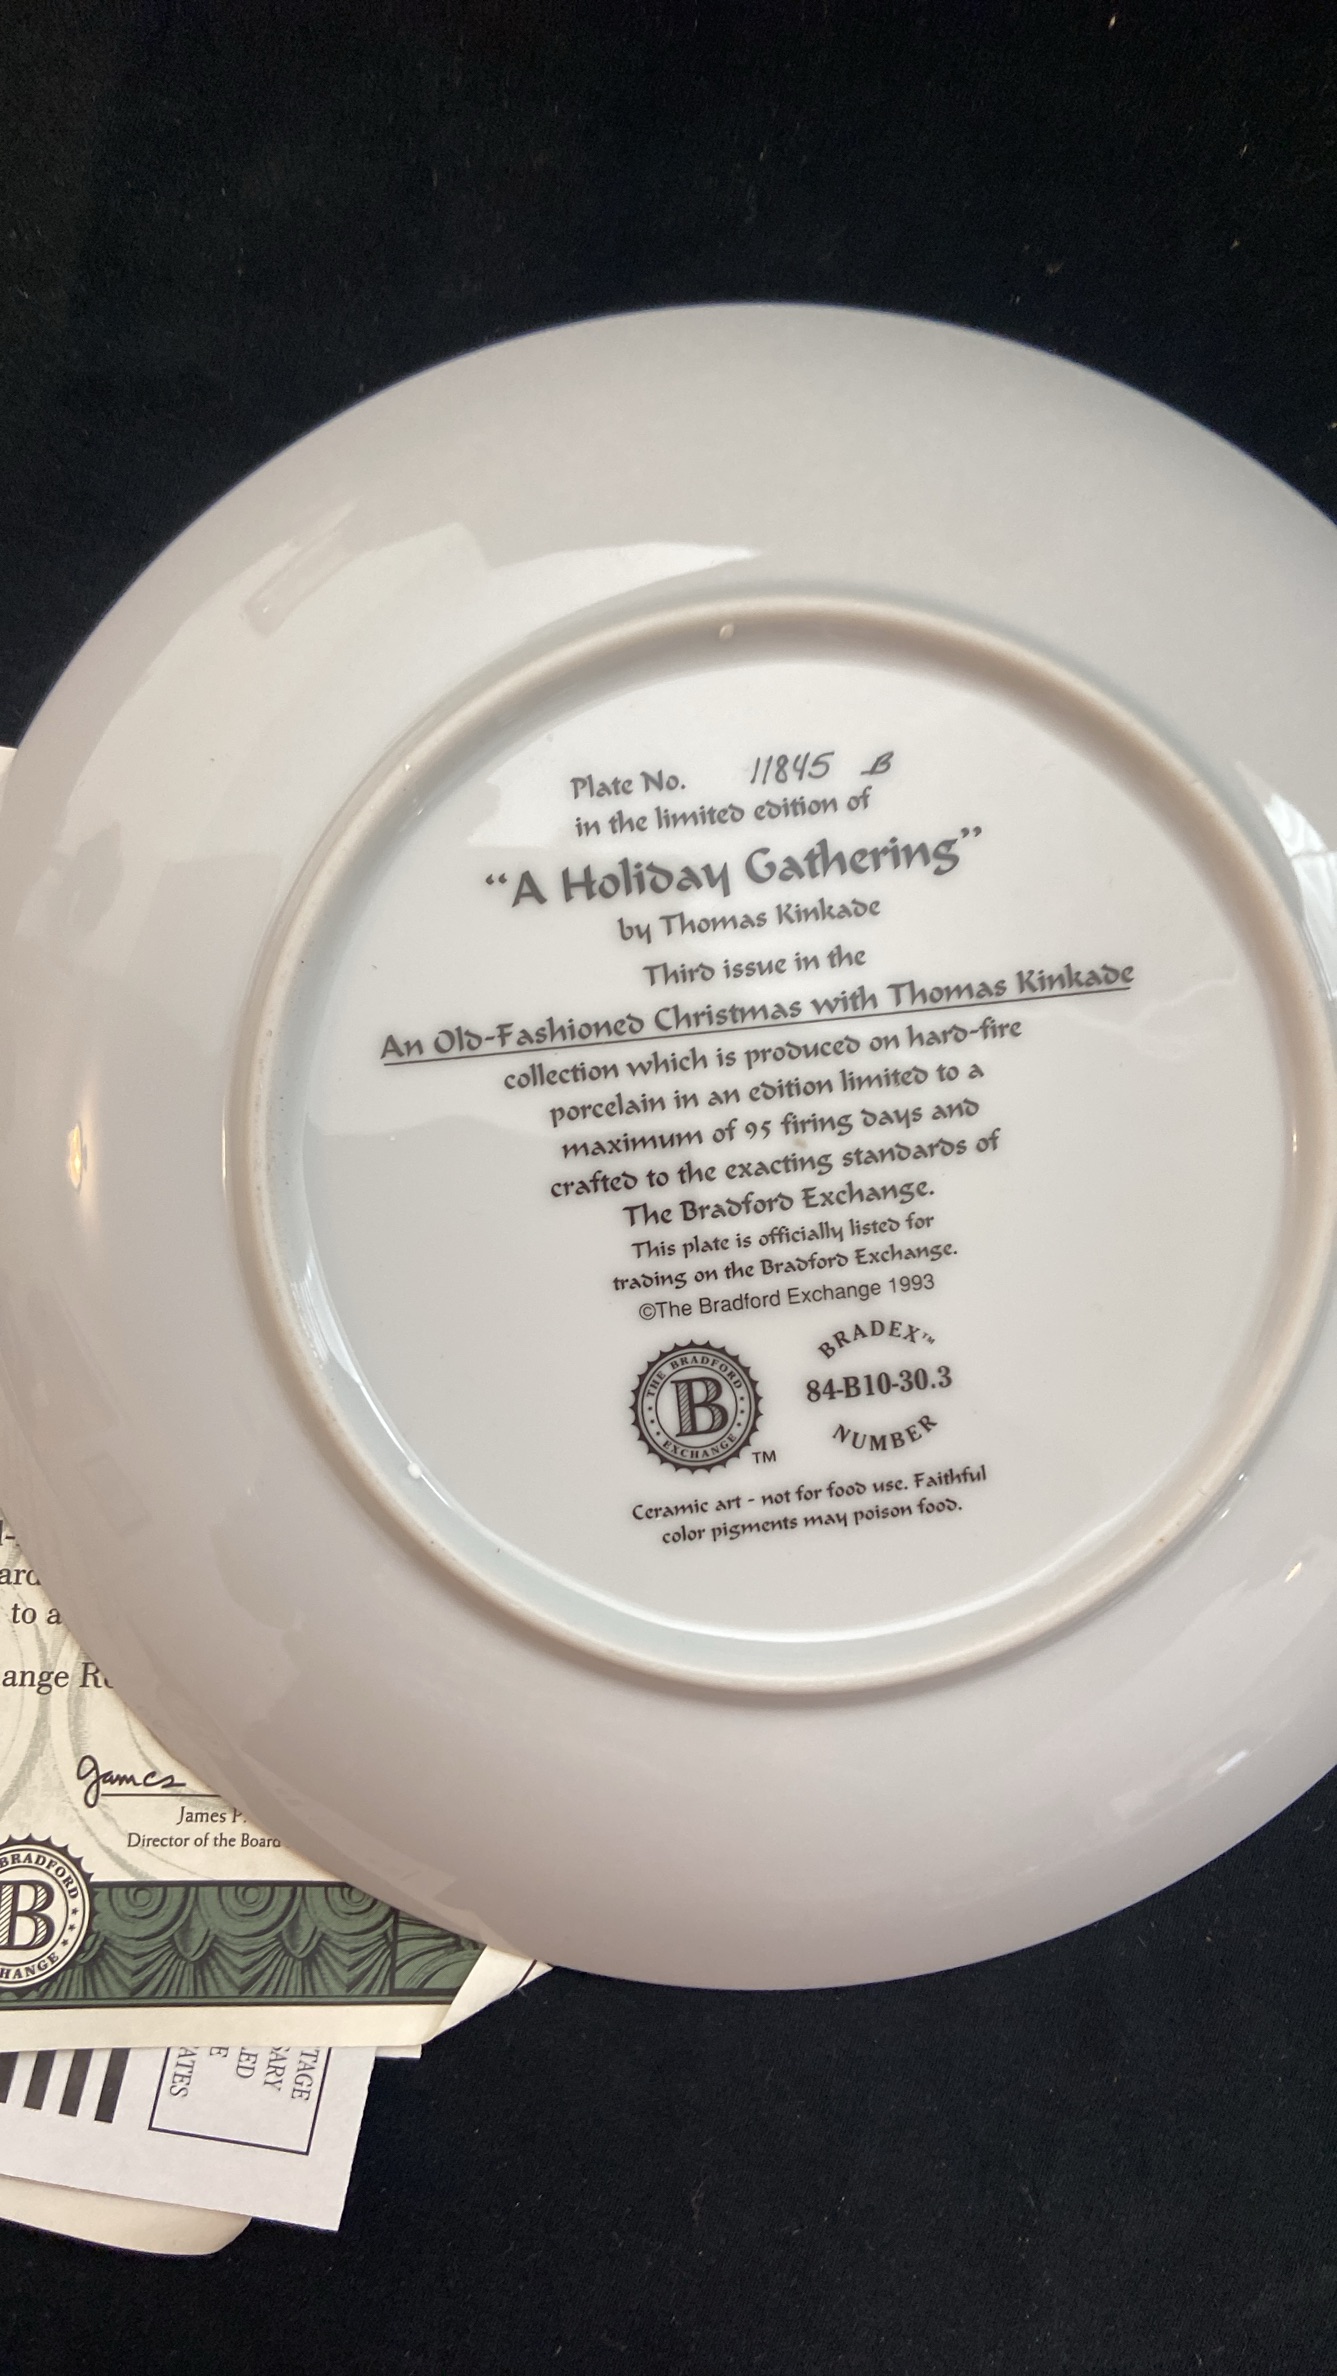 Plate No. 11845 B
in the limited edition of
“A Holiday Gathering”
by Thomas Kinkade
Third issue in the
An Old-Fashioned Christmas with Thomas Kinkade
collection which is produced on hard-fire
porcelain in an edition limited to a
maximum of 95 firing days and
crafted to the exacting standards of
The Bradford Exchange.
This plate is officially listed for
trading on the Bradford Exchange.
©The Bradford Exchange 1993
THE BRADFORD EXCHANGE
B
TM
BRADEX™
84-B10-30.3
NUMBER
Ceramic art - not for food use. Faithful
color pigments may poison food.
to a
ange
James
James P.
Director of the Board
BRADFORD
B
HANGE
TAGE
ARY
ED
E
ATES